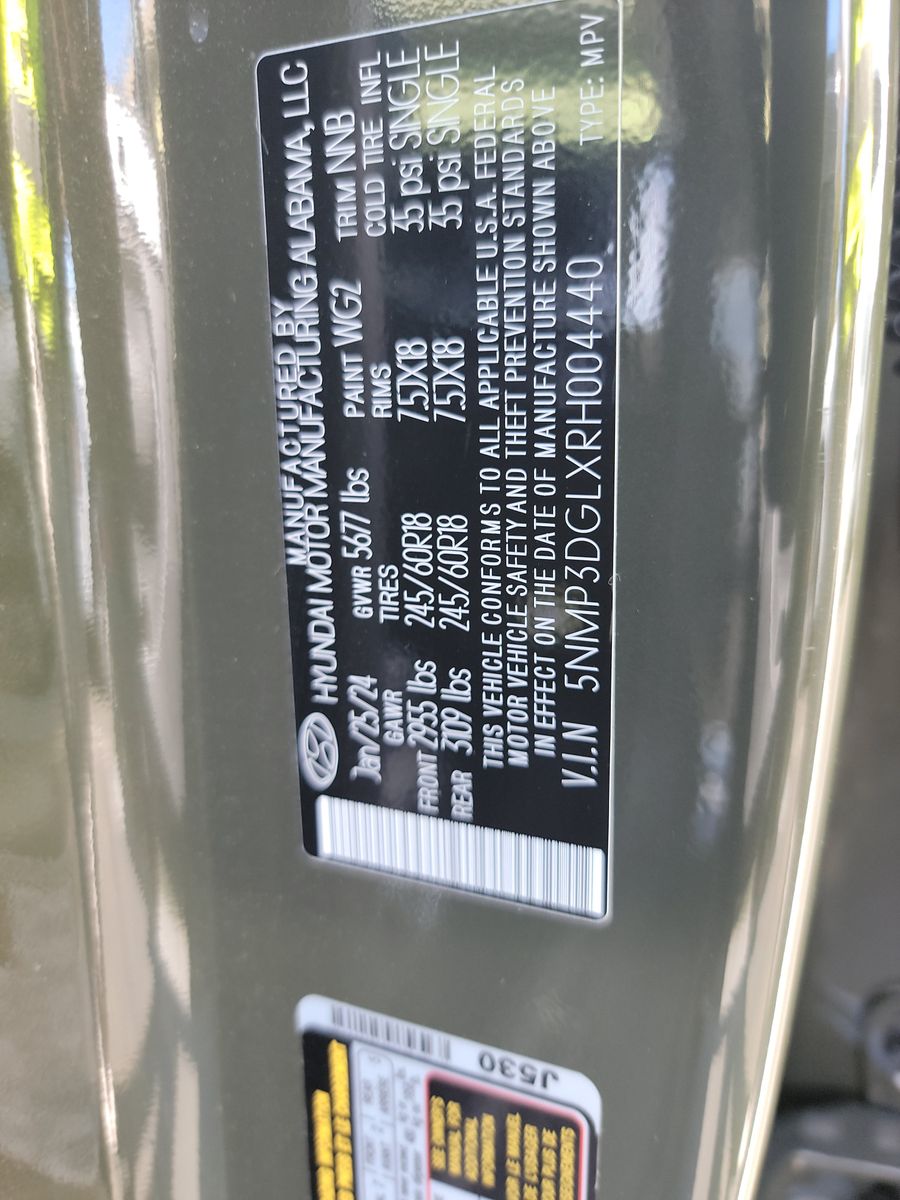 MANUFACTURED BY
HYUNDAI MOTOR MANUFACTURING ALABAMA, LLC
Jan/25/24 GVWR 5677 lbs PAINT WG2 TRIM NNB
GAWR TIRES RIMS COLD TIRE INFL
FRONT 2955 lbs 245/60R18 7.5JX18 35 psi SINGLE
REAR 3109 lbs 245/60R18 7.5JX18 35 psi SINGLE
THIS VEHICLE CONFORMS TO ALL APPLICABLE U.S.A. FEDERAL
MOTOR VEHICLE SAFETY AND THEFT PREVENTION STANDARDS
IN EFFECT ON THE DATE OF MANUFACTURE SHOWN ABOVE
V.I.N 5NMP3DGLXRH004440 TYPE: MPV
J530